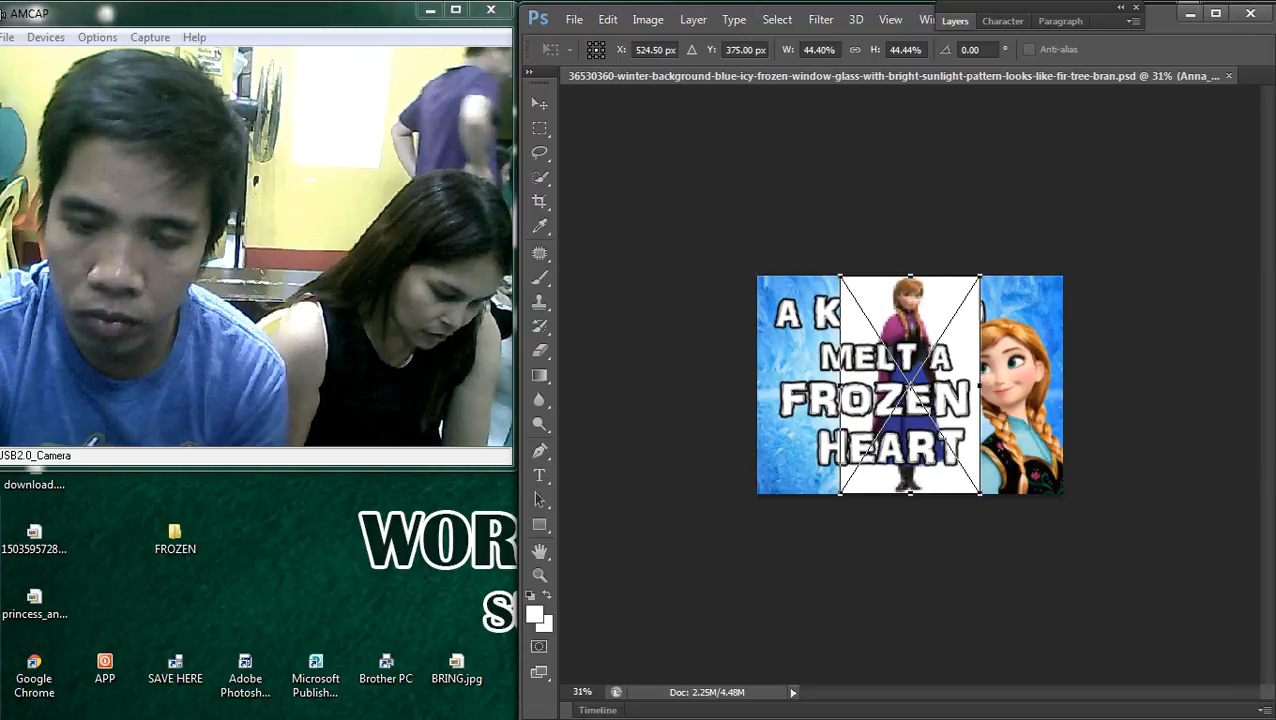 AMCAP
File Devices Options Capture Help
USB2.0_Camera
download....
1503595728...
FROZEN
princess_an...
WOR
S
Google Chrome
APP
SAVE HERE
Adobe Photosh...
Microsoft Publish...
Brother PC
BRING.jpg
Ps File Edit Image Layer Type Select Filter 3D View Wi
Layers Character Paragraph
X: 525.50 px Y: 375.00 px W: 44.40% H: 44.44% 0.00 ° Anti-alias
36530360-winter-background-blue-icy-frozen-window-glass-with-bright-sunlight-pattern-looks-like-fir-tree-bran.psd @ 31% (Anna_...
A K
MELT A
FROZEN
HEART
31% Doc: 2.25M/4.48M
Timeline